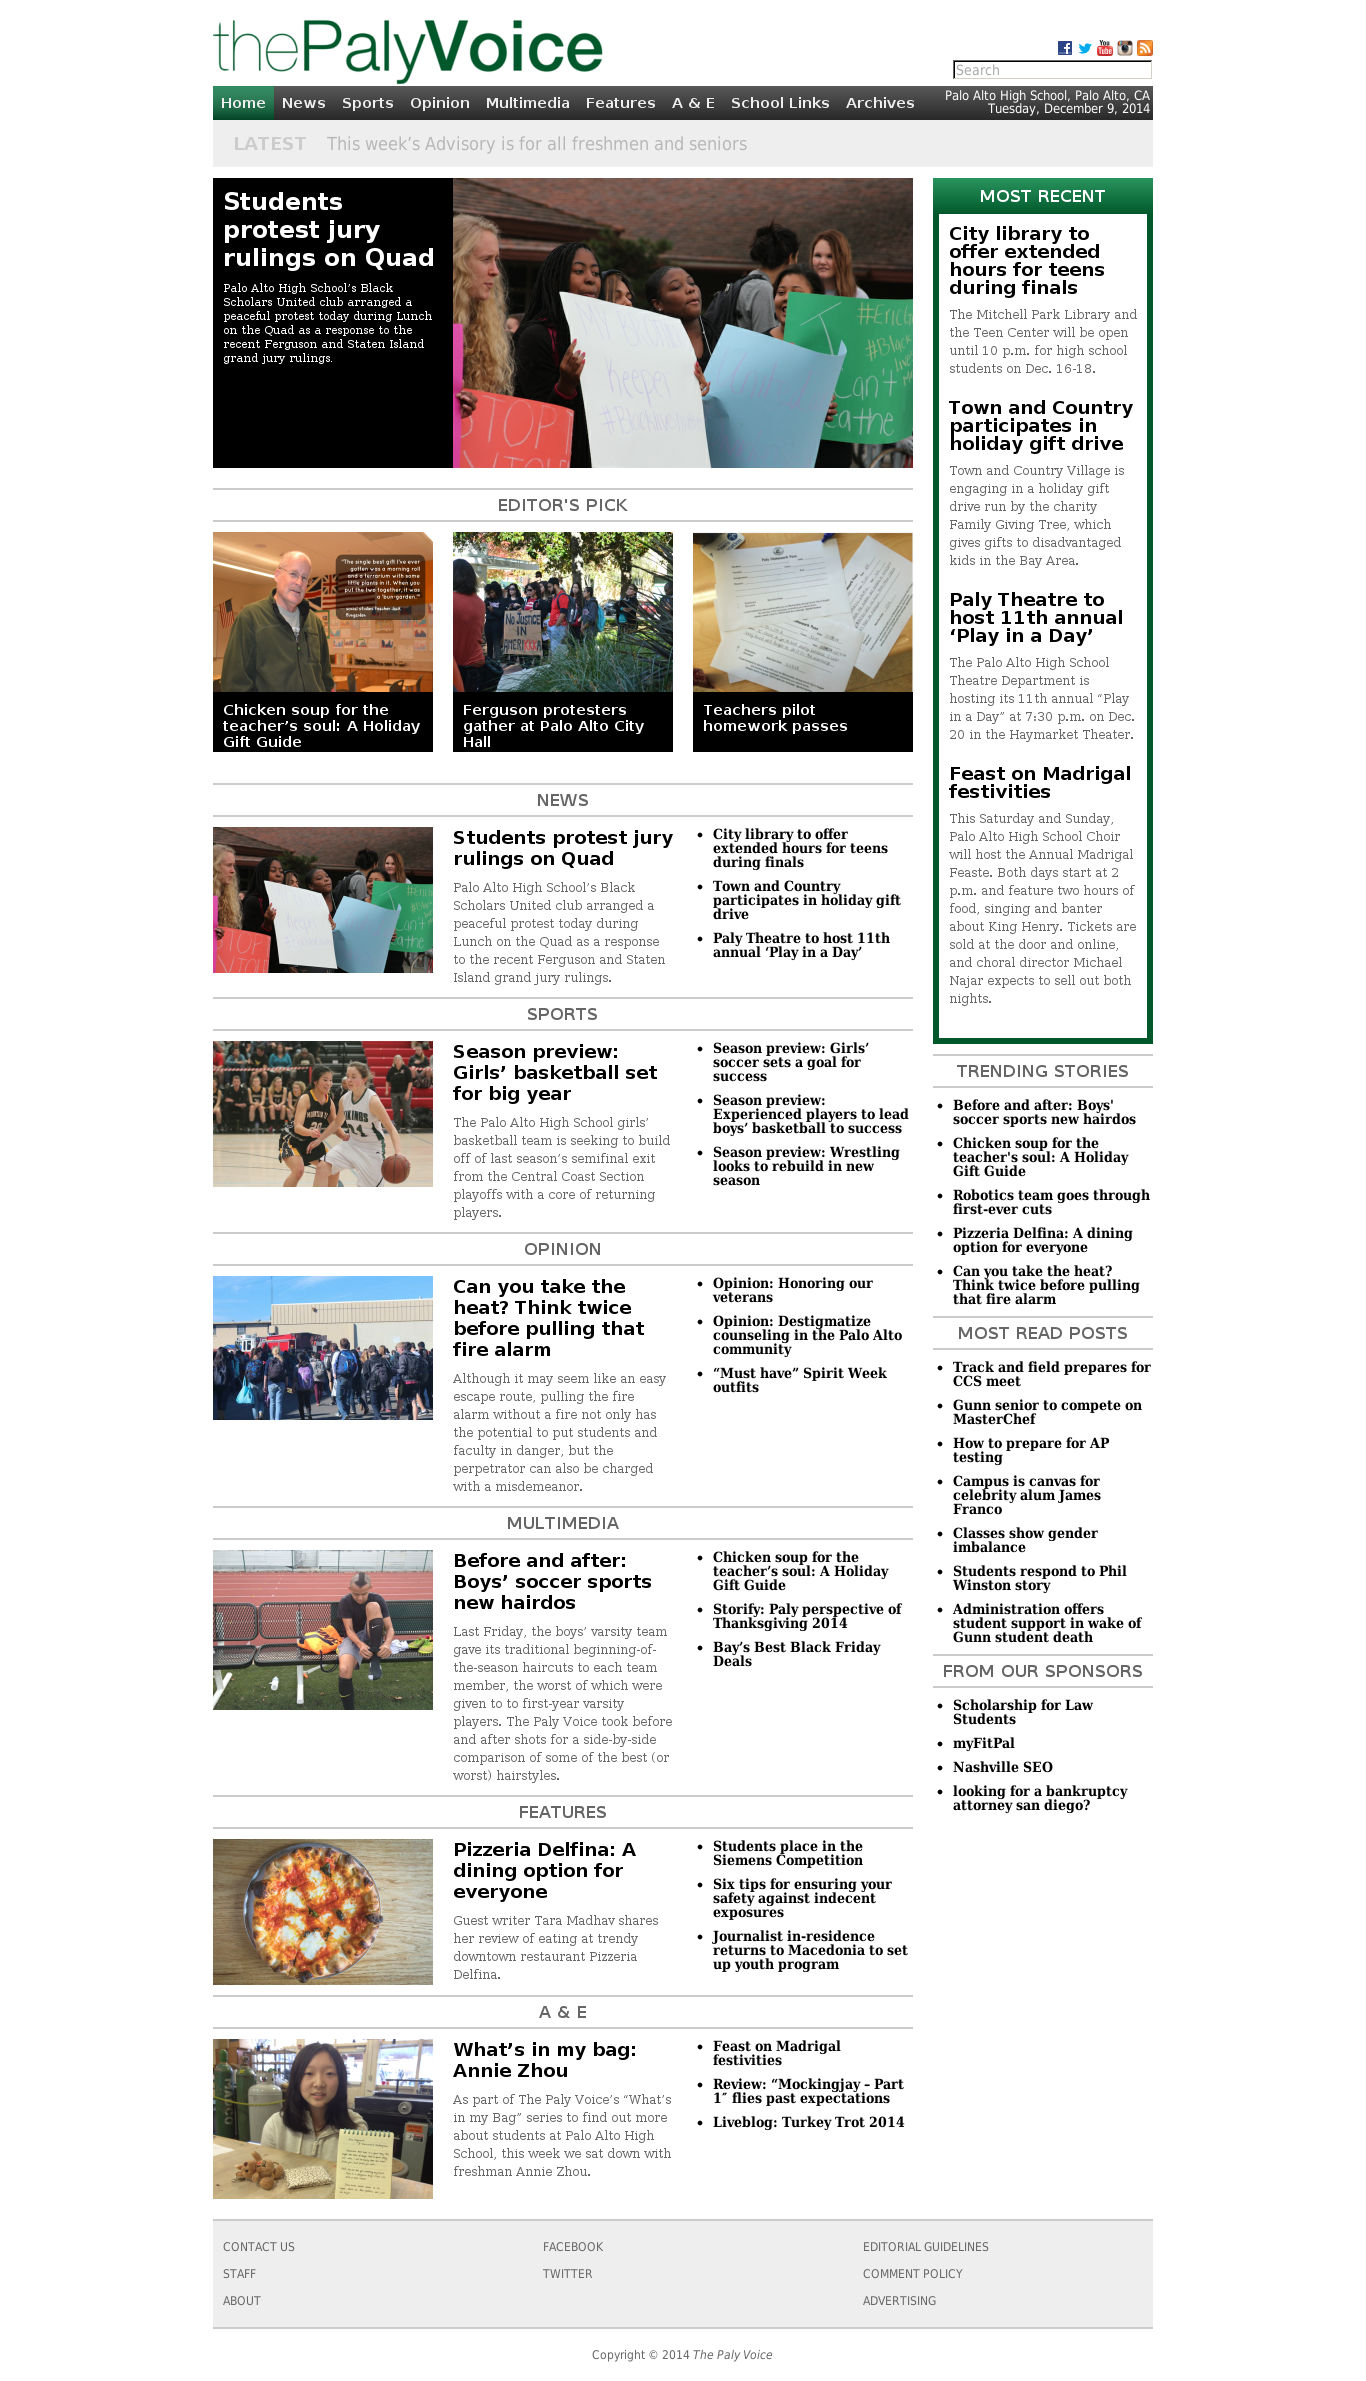 thePalyVoice
Search
Home News Sports Opinion Multimedia Features A & E School Links Archives
Palo Alto High School, Palo Alto, CA
Tuesday, December 9, 2014
LATEST This week’s Advisory is for all freshmen and seniors
Students
protest jury
rulings on Quad
Palo Alto High School’s Black
Scholars United club arranged a
peaceful protest today during Lunch
on the Quad as a response to the
recent Ferguson and Staten Island
grand jury rulings.
EDITOR'S PICK
"The single best gift I've ever
gotten was a morning roll
and a terrarium with some
little plants in it. When you
put the two together, it was
a 'bun-garden.'"
No Justice
IN
AMERIKKKA
Chicken soup for the
teacher’s soul: A Holiday
Gift Guide
Ferguson protesters
gather at Palo Alto City
Hall
Teachers pilot
homework passes
NEWS
Students protest jury
rulings on Quad
Palo Alto High School’s Black
Scholars United club arranged a
peaceful protest today during
Lunch on the Quad as a response
to the recent Ferguson and Staten
Island grand jury rulings.
• City library to offer
extended hours for teens
during finals
• Town and Country
participates in holiday gift
drive
• Paly Theatre to host 11th
annual ‘Play in a Day’
SPORTS
Season preview:
Girls’ basketball set
for big year
The Palo Alto High School girls’
basketball team is seeking to build
off of last season’s semifinal exit
from the Central Coast Section
playoffs with a core of returning
players.
• Season preview: Girls’
soccer sets a goal for
success
• Season preview:
Experienced players to lead
boys’ basketball to success
• Season preview: Wrestling
looks to rebuild in new
season
OPINION
Can you take the
heat? Think twice
before pulling that
fire alarm
Although it may seem like an easy
escape route, pulling the fire
alarm without a fire not only has
the potential to put students and
faculty in danger, but the
perpetrator can also be charged
with a misdemeanor.
• Opinion: Honoring our
veterans
• Opinion: Destigmatize
counseling in the Palo Alto
community
• “Must have” Spirit Week
outfits
MULTIMEDIA
Before and after:
Boys’ soccer sports
new hairdos
Last Friday, the boys’ varsity team
gave its traditional beginning-of-
the-season haircuts to each team
member, the worst of which were
given to to first-year varsity
players. The Paly Voice took before
and after shots for a side-by-side
comparison of some of the best (or
worst) hairstyles.
• Chicken soup for the
teacher’s soul: A Holiday
Gift Guide
• Storify: Paly perspective of
Thanksgiving 2014
• Bay’s Best Black Friday
Deals
FEATURES
Pizzeria Delfina: A
dining option for
everyone
Guest writer Tara Madhav shares
her review of eating at trendy
downtown restaurant Pizzeria
Delfina.
• Students place in the
Siemens Competition
• Six tips for ensuring your
safety against indecent
exposures
• Journalist in-residence
returns to Macedonia to set
up youth program
A & E
What’s in my bag:
Annie Zhou
As part of The Paly Voice’s “What’s
in my Bag” series to find out more
about students at Palo Alto High
School, this week we sat down with
freshman Annie Zhou.
• Feast on Madrigal
festivities
• Review: “Mockingjay – Part
1″ flies past expectations
• Liveblog: Turkey Trot 2014
MOST RECENT
City library to
offer extended
hours for teens
during finals
The Mitchell Park Library and
the Teen Center will be open
until 10 p.m. for high school
students on Dec. 16-18.
Town and Country
participates in
holiday gift drive
Town and Country Village is
engaging in a holiday gift
drive run by the charity
Family Giving Tree, which
gives gifts to disadvantaged
kids in the Bay Area.
Paly Theatre to
host 11th annual
‘Play in a Day’
The Palo Alto High School
Theatre Department is
hosting its 11th annual “Play
in a Day” at 7:30 p.m. on Dec.
20 in the Haymarket Theater.
Feast on Madrigal
festivities
This Saturday and Sunday,
Palo Alto High School Choir
will host the Annual Madrigal
Feaste. Both days start at 2
p.m. and feature two hours of
food, singing and banter
about King Henry. Tickets are
sold at the door and online,
and choral director Michael
Najar expects to sell out both
nights.
TRENDING STORIES
• Before and after: Boys'
soccer sports new hairdos
• Chicken soup for the
teacher's soul: A Holiday
Gift Guide
• Robotics team goes through
first-ever cuts
• Pizzeria Delfina: A dining
option for everyone
• Can you take the heat?
Think twice before pulling
that fire alarm
MOST READ POSTS
• Track and field prepares for
CCS meet
• Gunn senior to compete on
MasterChef
• How to prepare for AP
testing
• Campus is canvas for
celebrity alum James
Franco
• Classes show gender
imbalance
• Students respond to Phil
Winston story
• Administration offers
student support in wake of
Gunn student death
FROM OUR SPONSORS
• Scholarship for Law
Students
• myFitPal
• Nashville SEO
• looking for a bankruptcy
attorney san diego?
CONTACT US
STAFF
ABOUT
FACEBOOK
TWITTER
EDITORIAL GUIDELINES
COMMENT POLICY
ADVERTISING
Copyright © 2014 The Paly Voice